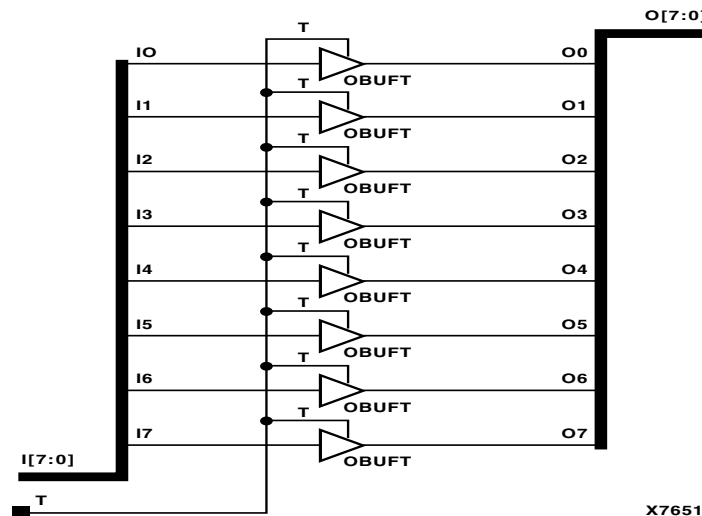 O[7:0]
T
IO O0
OBUFT
T
I1 O1
OBUFT
T
I2 O2
OBUFT
T
I3 O3
OBUFT
T
I4 O4
OBUFT
T
I5 O5
OBUFT
T
I6 O6
OBUFT
T
I7 O7
I[7:0] OBUFT
T
X7651